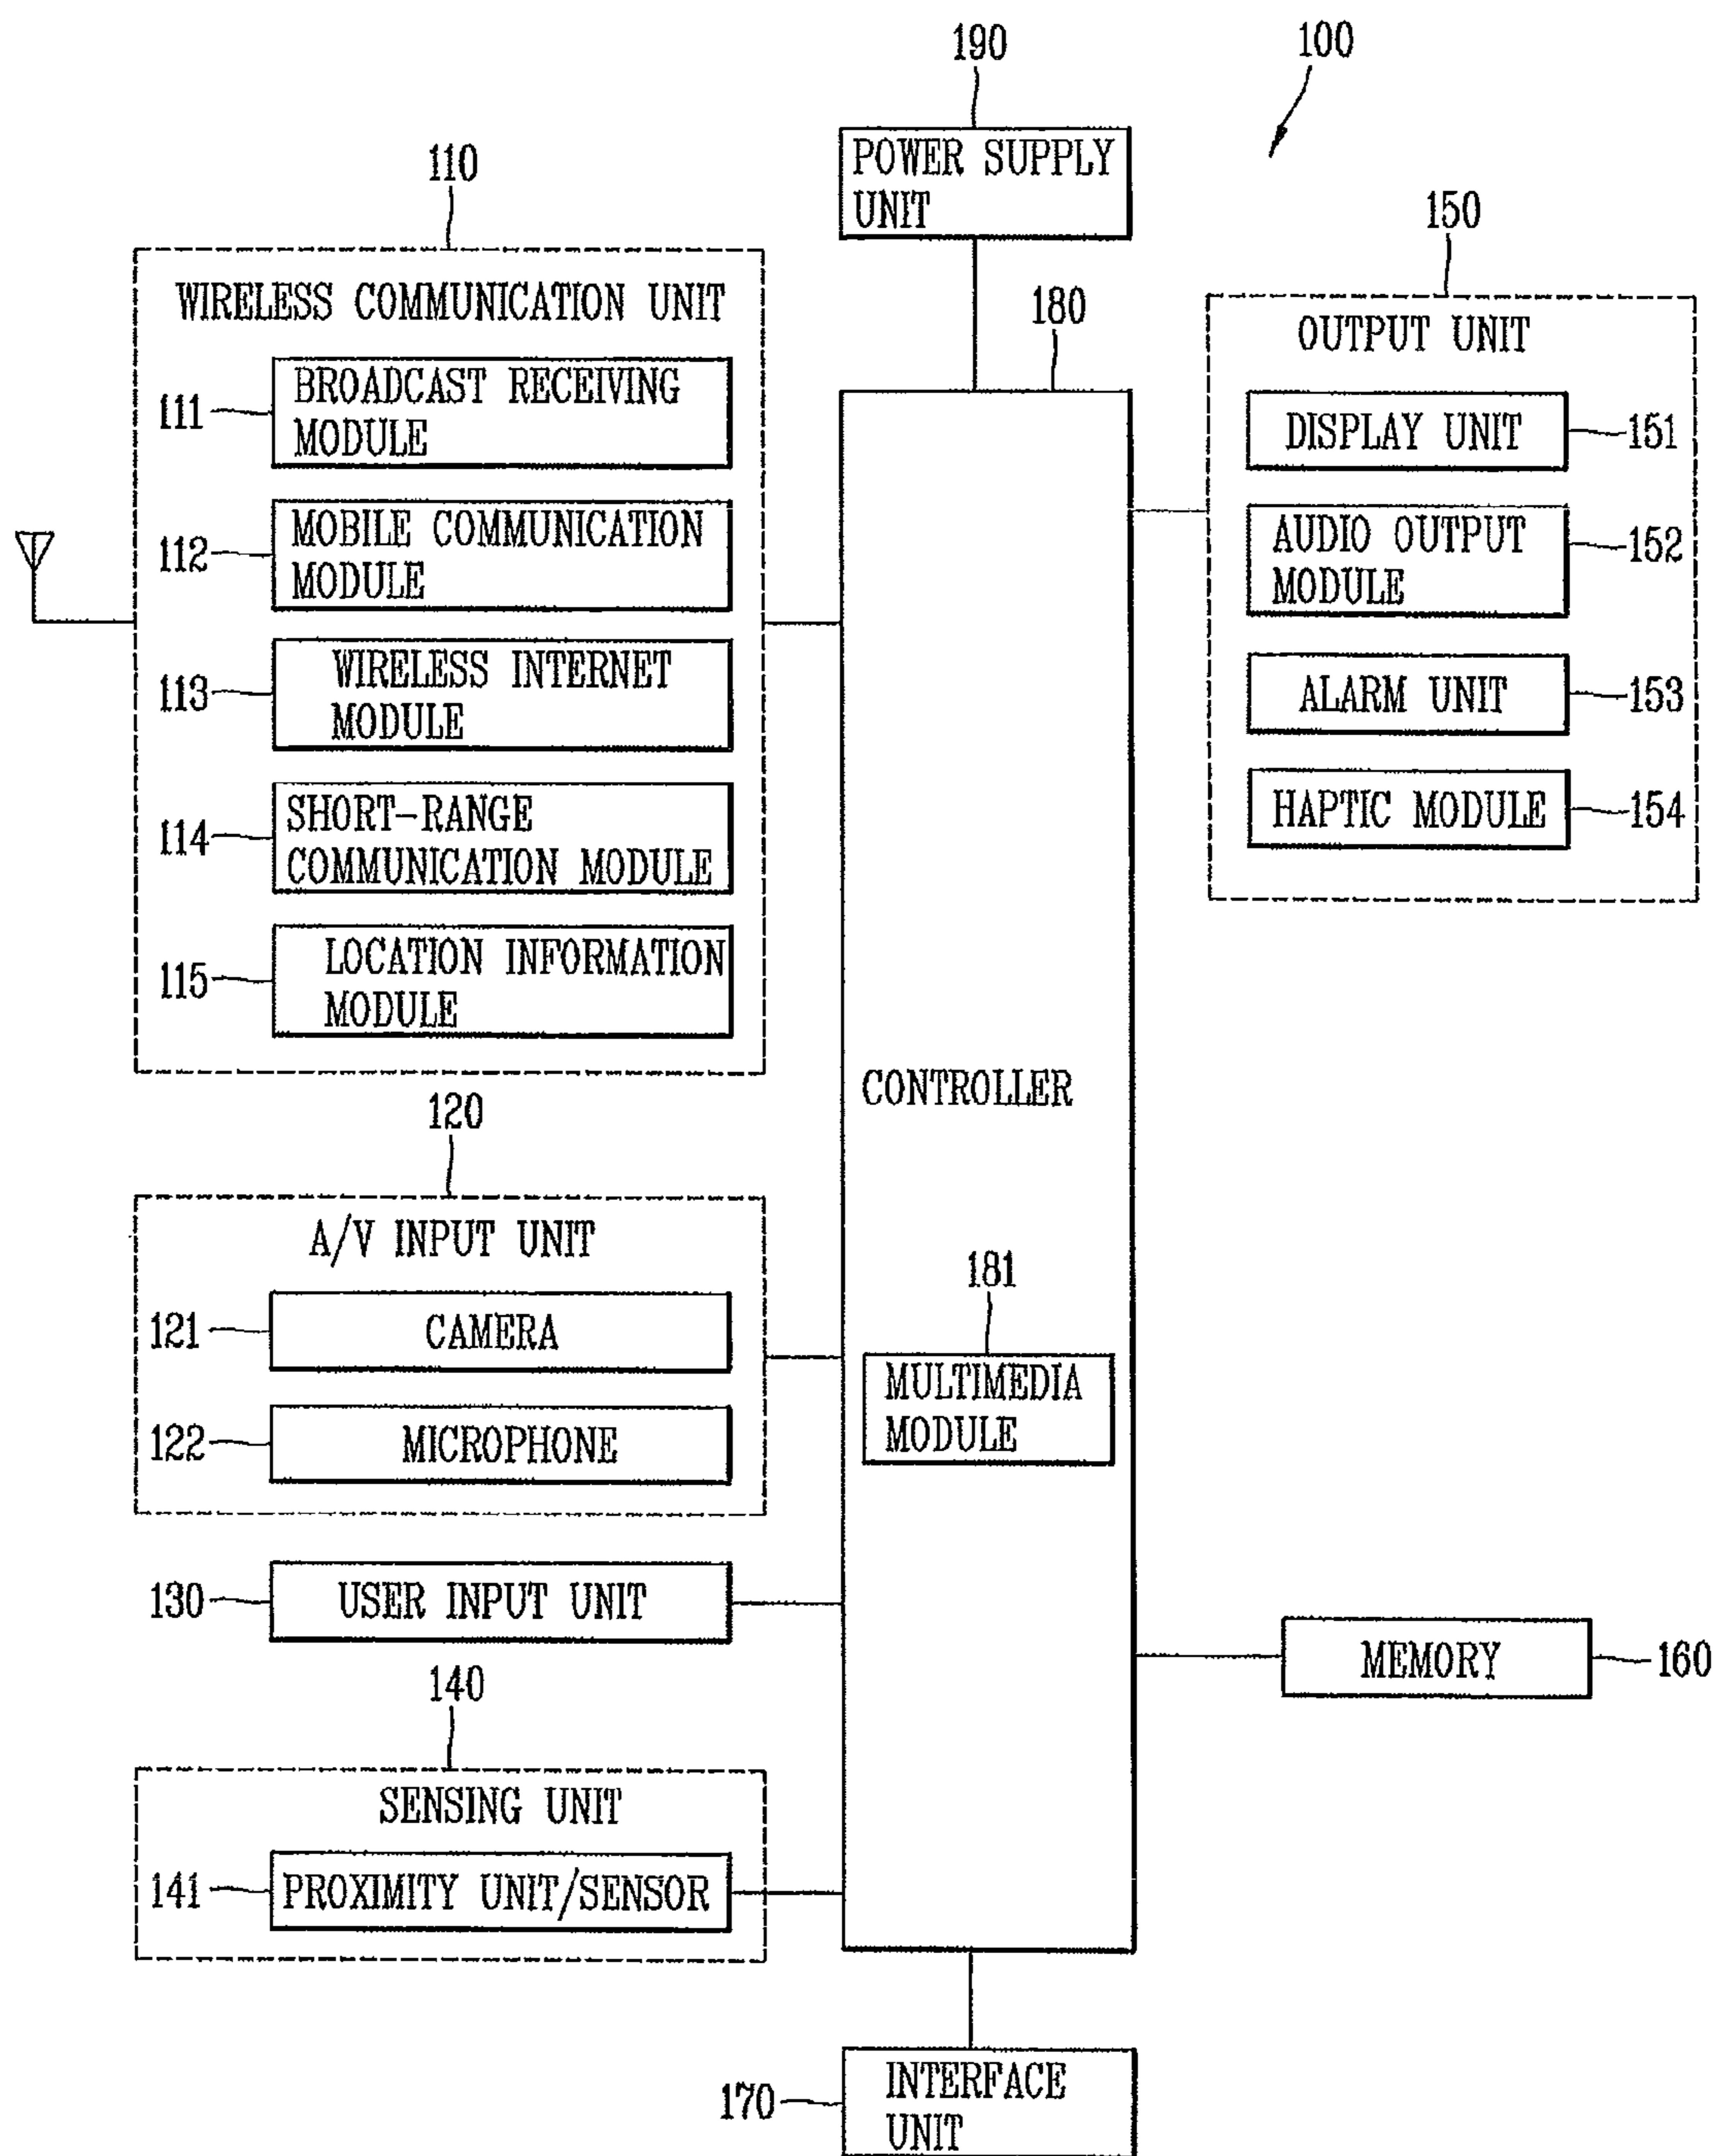 100
190
POWER SUPPLY
UNIT
110
WIRELESS COMMUNICATION UNIT
111
BROADCAST RECEIVING
MODULE
112
MOBILE COMMUNICATION
MODULE
113
WIRELESS INTERNET
MODULE
114
SHORT-RANGE
COMMUNICATION MODULE
115
LOCATION INFORMATION
MODULE
120
A/V INPUT UNIT
121
CAMERA
122
MICROPHONE
130
USER INPUT UNIT
140
SENSING UNIT
141
PROXIMITY UNIT/SENSOR
180
CONTROLLER
181
MULTIMEDIA
MODULE
150
OUTPUT UNIT
DISPLAY UNIT
151
AUDIO OUTPUT
MODULE
152
ALARM UNIT
153
HAPTIC MODULE
154
MEMORY
160
170
INTERFACE
UNIT